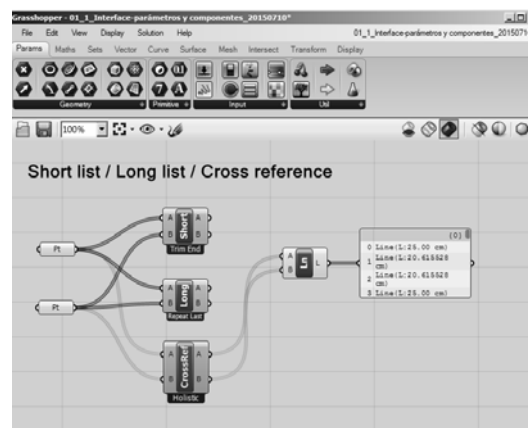 Grasshopper - 01_1_Interface-parámetros y componentes_20150710*
File Edit View Display Solution Help 01_1_Interface-parámetros y componentes_2015071
Params Maths Sets Vector Curve Surface Mesh Intersect Transform Display
Geometry Primitive Input Util
100%
Short list / Long list / Cross reference
Pt
Pt
A
B
Short
A
B
Trim End
A
B
Long
A
B
Repeat Last
A
B
CrossRef
A
B
Holistic
A
B
Ln
L
{0}
0 Line(L:25.00 cm)
1 Line(L:20.615528
cm)
2 Line(L:20.615528
cm)
3 Line(L:25.00 cm)